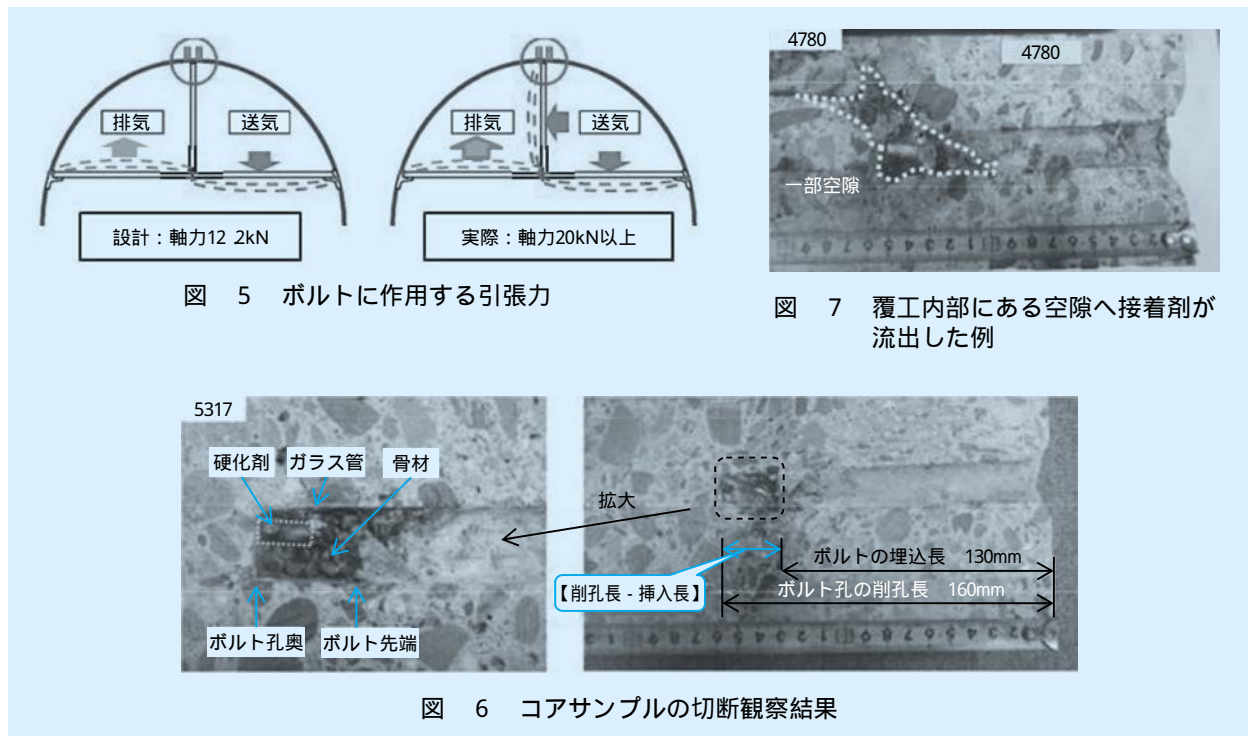 排気
送気
設計：軸力12 2kN
排気
送気
実際：軸力20kN以上
図 5 ボルトに作用する引張力
4780
4780
一部空隙
図 7 覆工内部にある空隙へ接着剤が
流出した例
5317
硬化剤
ガラス管
骨材
ボルト孔奥
ボルト先端
拡大
ボルトの埋込長 130mm
【削孔長 - 挿入長】
ボルト孔の削孔長 160mm
図 6 コアサンプルの切断観察結果